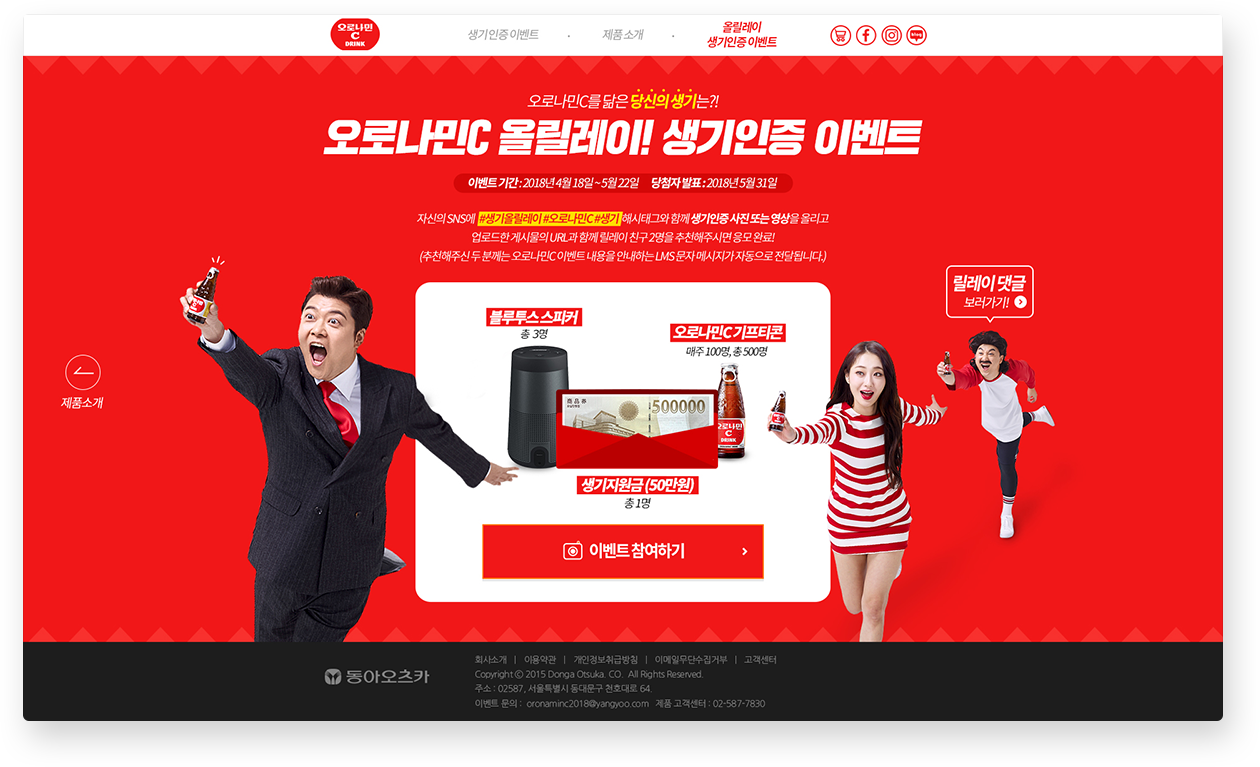 오로나민
C
DRINK
생기인증 이벤트 · 제품 소개 · 올릴레이
생기인증 이벤트
blog
오로나민C를 닮은 당신의 생기는?!
오로나민C 올릴레이! 생기인증 이벤트
이벤트 기간 : 2018년 4월 18일 ~ 5월 22일 당첨자 발표 : 2018년 5월 31일
자신의 SNS에 #생기올릴레이 #오로나민C #생기 해시태그와 함께 생기인증 사진 또는 영상을 올리고
업로드한 게시물의 URL과 함께 릴레이 친구 2명을 추천해주시면 응모 완료!
(추천해주신 두 분께는 오로나민C 이벤트 내용을 안내하는 LMS 문자 메시지가 자동으로 전달됩니다.)
릴레이 댓글
보러가기!
블루투스 스피커
총 3명
오로나민C 기프티콘
매주 100명, 총 500명
제품소개
商品券
500000
오로나민
C
DRINK
생기지원금 (50만원)
총 1명
이벤트 참여하기
동아오츠카
회사소개 | 이용약관 | 개인정보취급방침 | 이메일무단수집거부 | 고객센터
Copyright ⓒ 2015 Donga Otsuka. CO. All Rights Reserved.
주소 : 02587, 서울특별시 동대문구 천호대로 64.
이벤트 문의 : oronaminc2018@yangyoo.com 제품 고객센터 : 02-587-7830